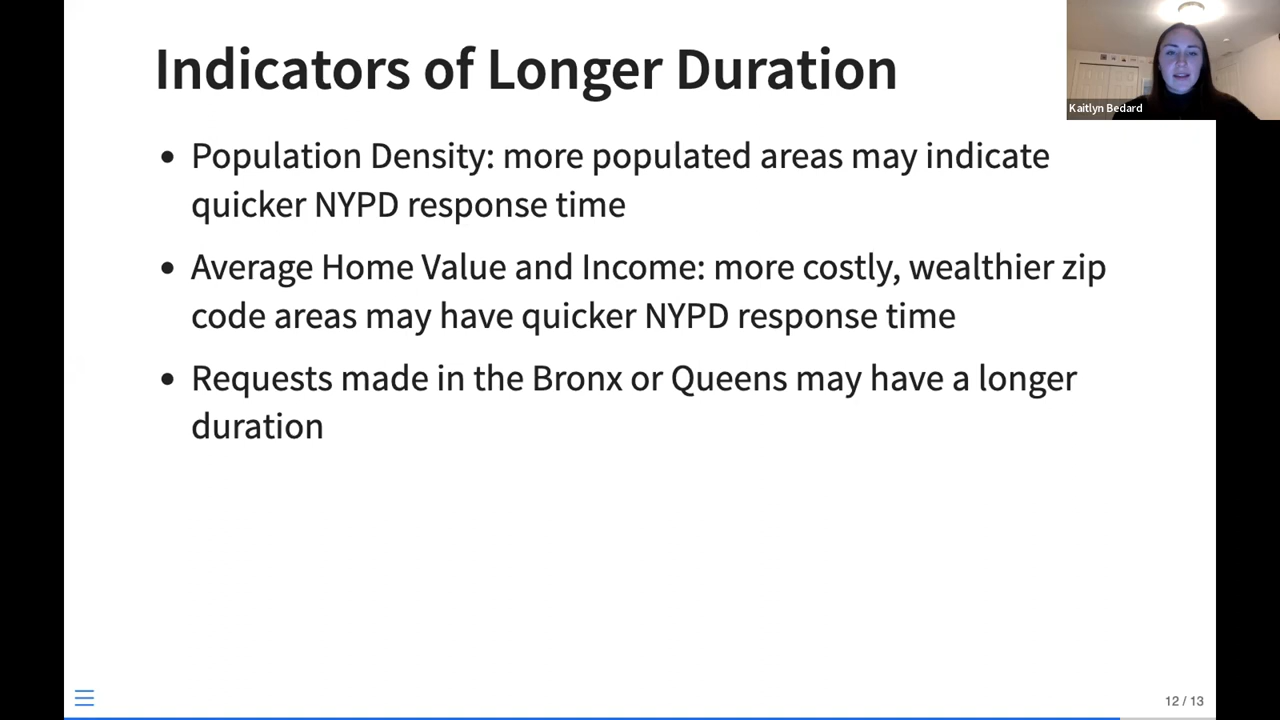 Indicators of Longer Duration
Kaitlyn Bedard
• Population Density: more populated areas may indicate
quicker NYPD response time
• Average Home Value and Income: more costly, wealthier zip
code areas may have quicker NYPD response time
• Requests made in the Bronx or Queens may have a longer
duration
12 / 13